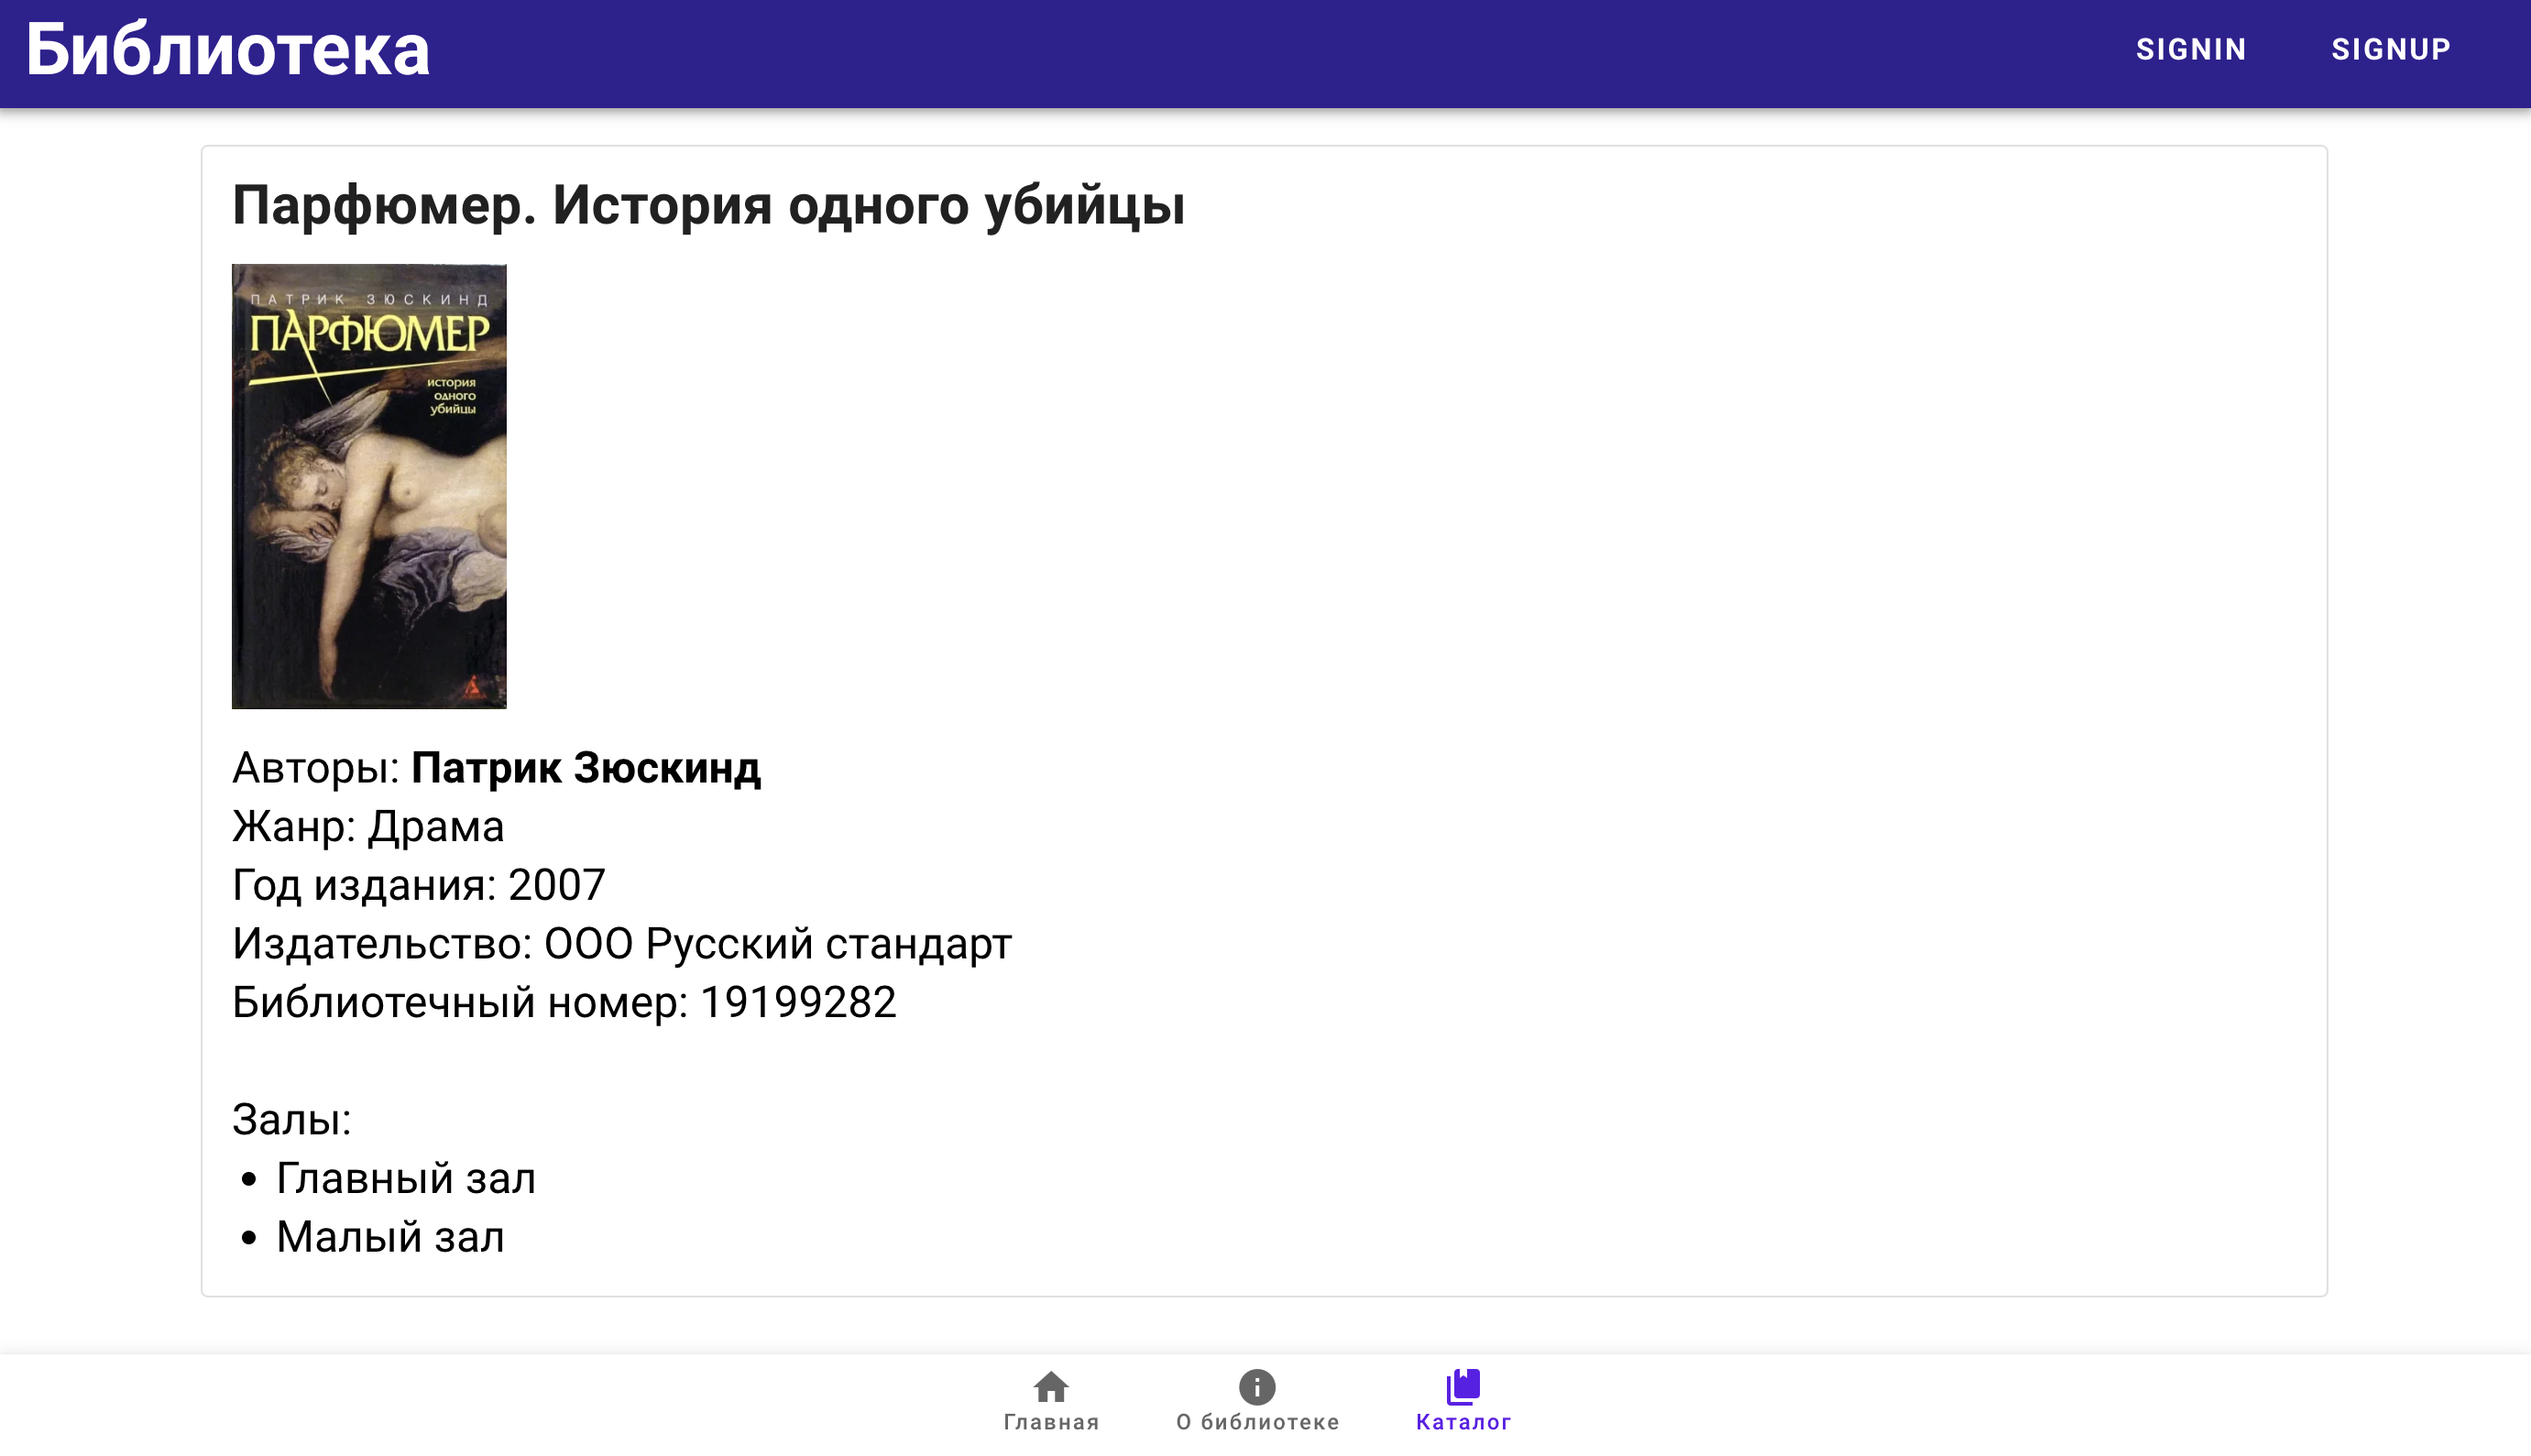 Библиотека
SIGNIN
SIGNUP
Парфюмер. История одного убийцы
ПАТРИК ЗЮСКИНД
ПАРФЮМЕР
история
одного
убийцы
Авторы: Патрик Зюскинд
Жанр: Драма
Год издания: 2007
Издательство: ООО Русский стандарт
Библиотечный номер: 19199282
Залы:
• Главный зал
• Малый зал
Главная
О библиотеке
Каталог